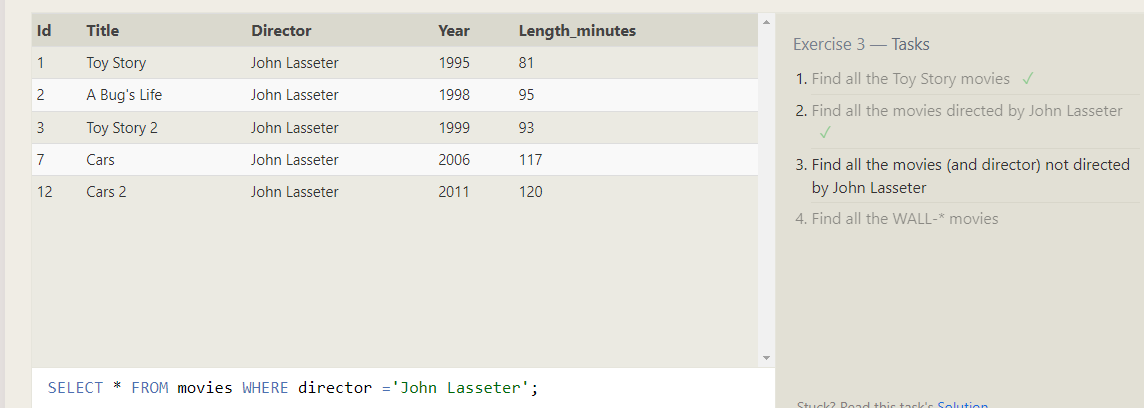 Id Title Director Year Length_minutes
1 Toy Story John Lasseter 1995 81
2 A Bug's Life John Lasseter 1998 95
3 Toy Story 2 John Lasseter 1999 93
7 Cars John Lasseter 2006 117
12 Cars 2 John Lasseter 2011 120
SELECT * FROM movies WHERE director ='John Lasseter';
Exercise 3 — Tasks
1. Find all the Toy Story movies ✓
2. Find all the movies directed by John Lasseter
✓
3. Find all the movies (and director) not directed
by John Lasseter
4. Find all the WALL-* movies
Stuck? Read this task's Solution